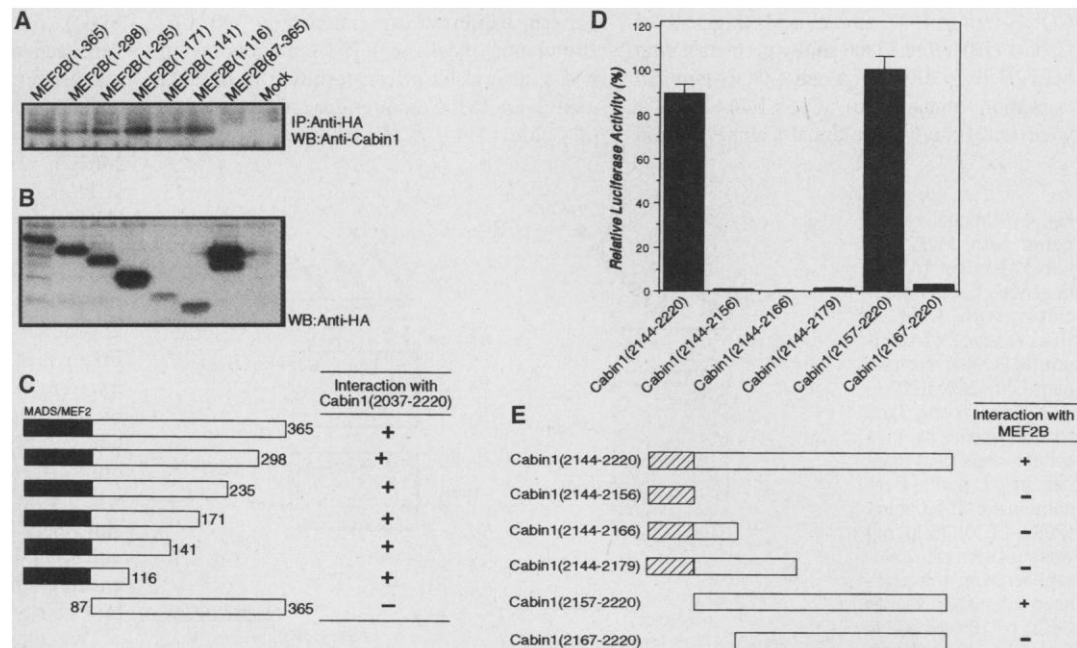 A
MEF2B(1-365)
MEF2B(1-298)
MEF2B(1-235)
MEF2B(1-171)
MEF2B(1-141)
MEF2B(1-116)
MEF2B(87-365)
Mock
IP:Anti-HA
WB:Anti-Cabin1
B
WB:Anti-HA
C
Interaction with
Cabin1(2037-2220)
MADS/MEF2
365 +
298 +
235 +
171 +
141 +
116 +
87 365 −
D
Relative Luciferase Activity (%)
120
100
80
60
40
20
0
Cabin1(2144-2220)
Cabin1(2144-2156)
Cabin1(2144-2166)
Cabin1(2144-2179)
Cabin1(2157-2220)
Cabin1(2167-2220)
E
Interaction with
MEF2B
Cabin1(2144-2220) +
Cabin1(2144-2156) −
Cabin1(2144-2166) −
Cabin1(2144-2179) −
Cabin1(2157-2220) +
Cabin1(2167-2220) −